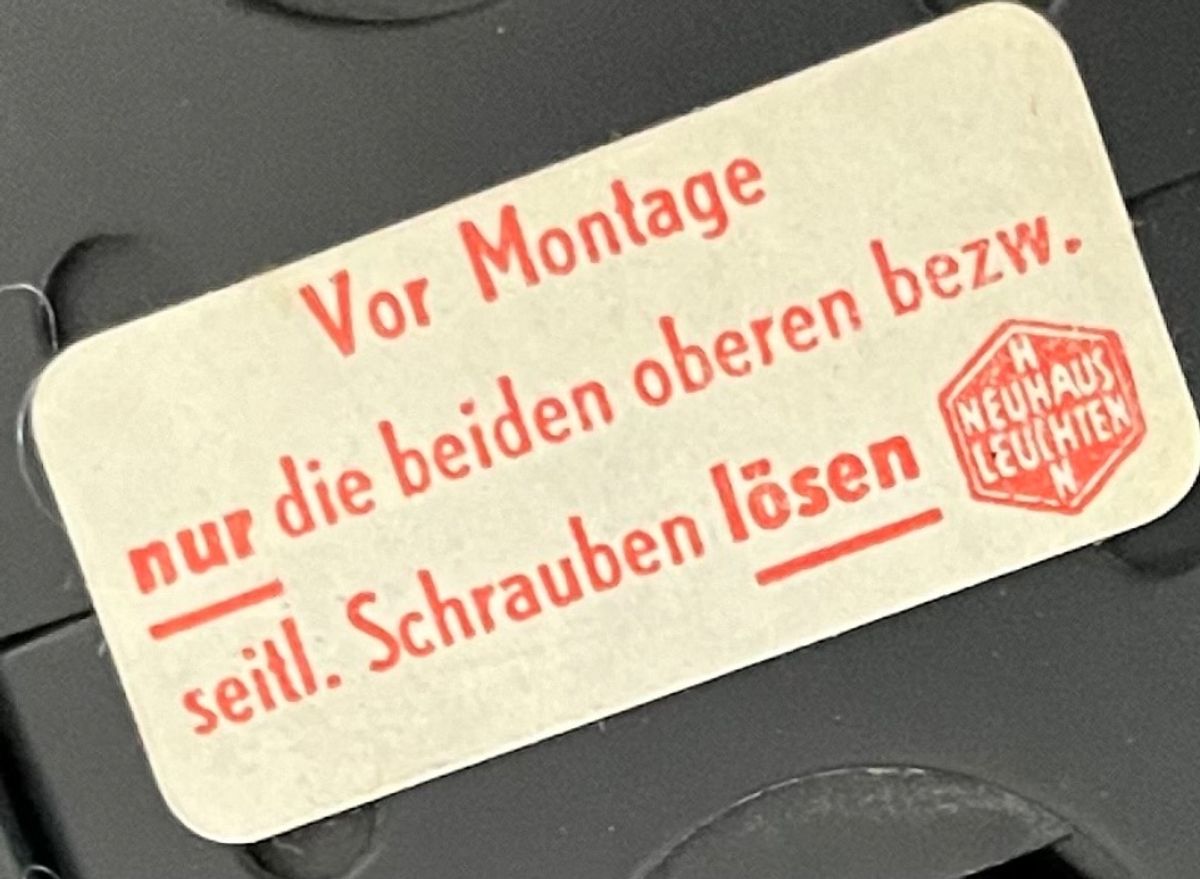 Vor Montage
nur die beiden oberen bezw.
seitl. Schrauben lösen
H
NEUHAUS
LEUCHTEN
N